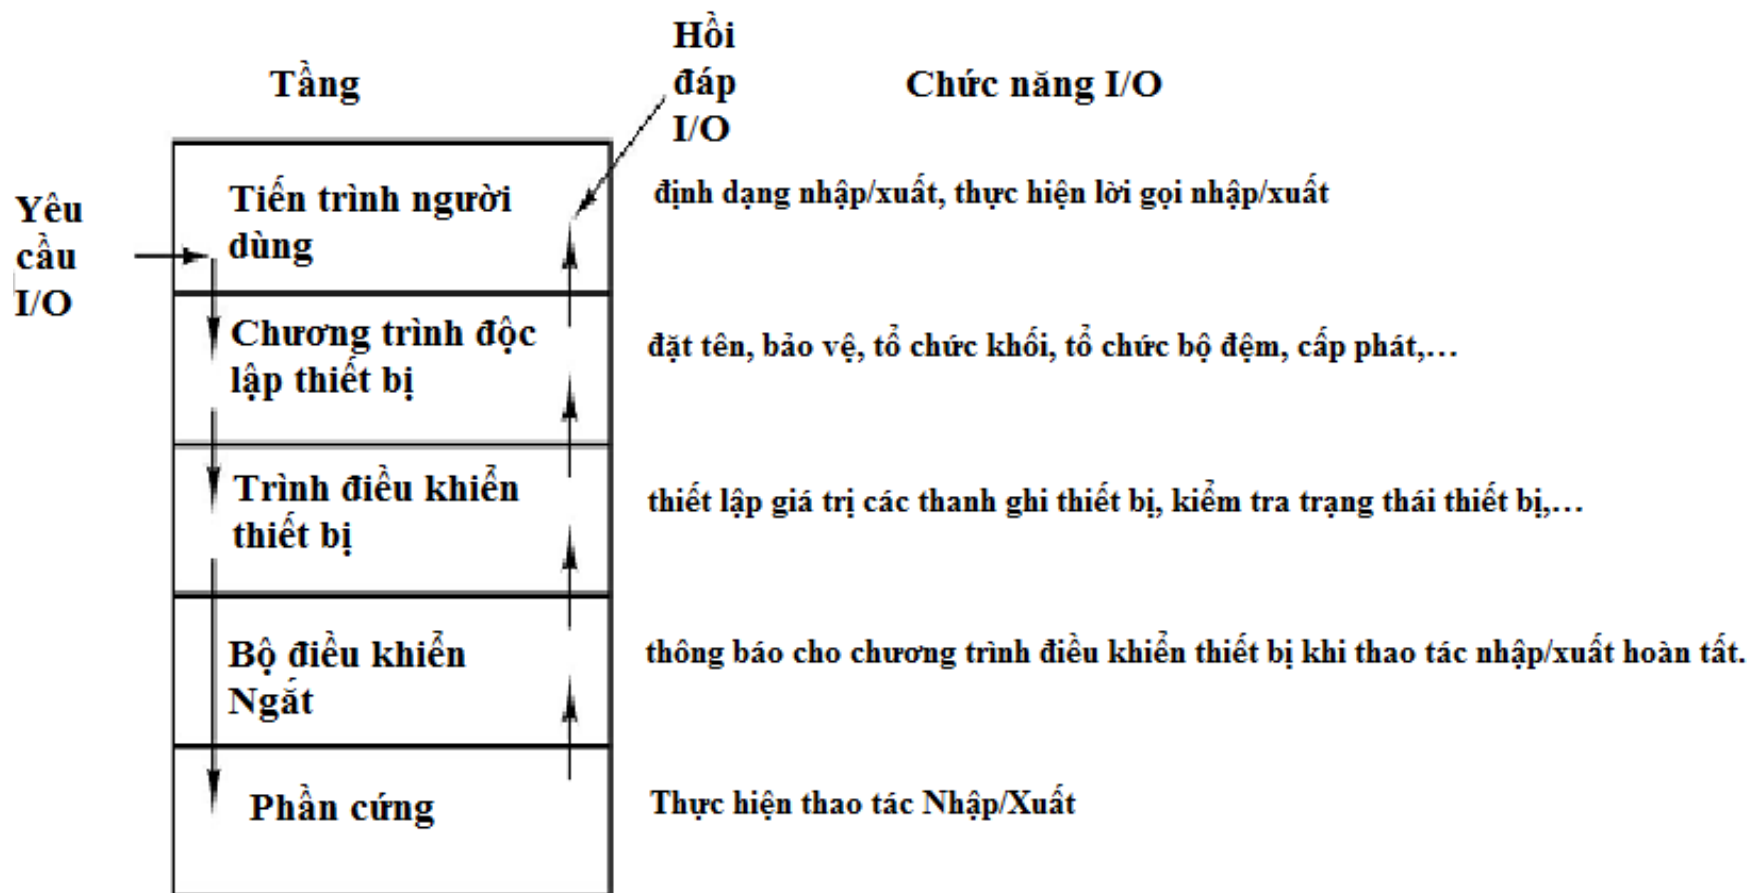 Tầng
Hồi
đáp
I/O
Chức năng I/O
Yêu
cầu
I/O
Tiến trình người
dùng
định dạng nhập/xuất, thực hiện lời gọi nhập/xuất
Chương trình độc
lập thiết bị
đặt tên, bảo vệ, tổ chức khối, tổ chức bộ đệm, cấp phát,...
Trình điều khiển
thiết bị
thiết lập giá trị các thanh ghi thiết bị, kiểm tra trạng thái thiết bị,...
Bộ điều khiển
Ngắt
thông báo cho chương trình điều khiển thiết bị khi thao tác nhập/xuất hoàn tất.
Phần cứng
Thực hiện thao tác Nhập/Xuất